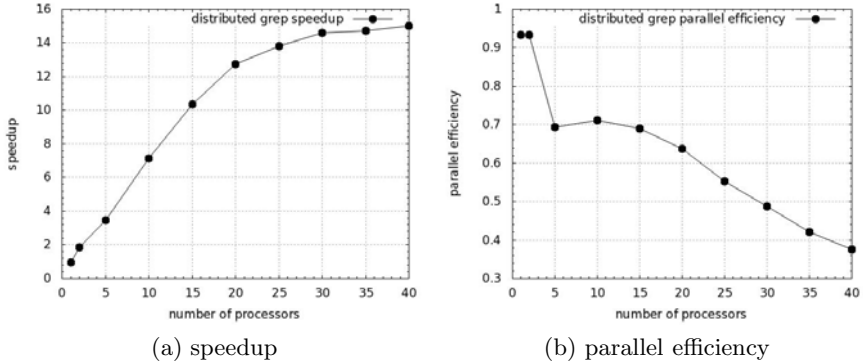 distributed grep speedup
16
14
12
10
8
6
4
2
0
speedup
0 5 10 15 20 25 30 35 40
number of processors
(a) speedup
distributed grep parallel efficiency
1
0.9
0.8
0.7
0.6
0.5
0.4
0.3
parallel efficiency
0 5 10 15 20 25 30 35 40
number of processors
(b) parallel efficiency